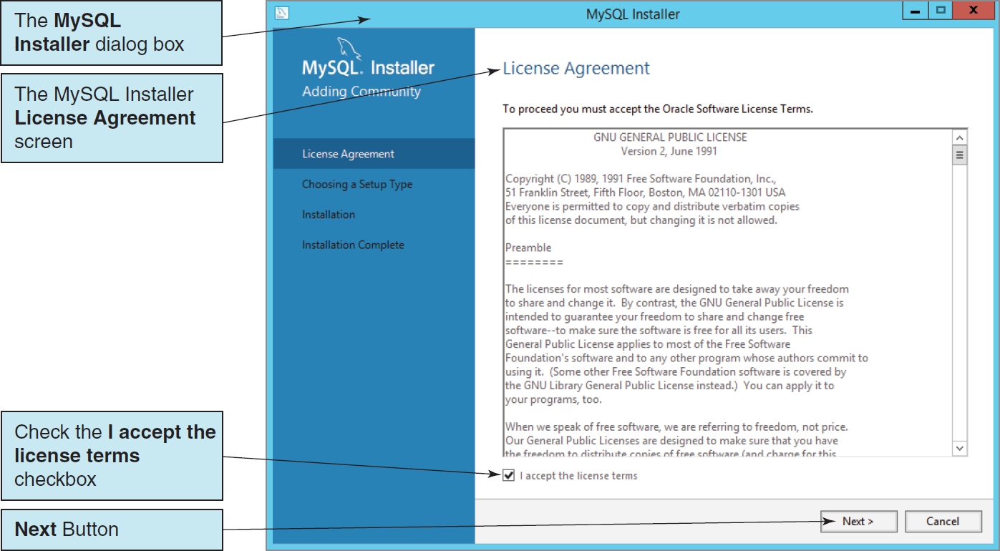 The MySQL
Installer dialog box
The MySQL Installer
License Agreement
screen
Check the I accept the
license terms
checkbox
Next Button
MySQL Installer
MySQL. Installer
Adding Community
License Agreement
Choosing a Setup Type
Installation
Installation Complete
License Agreement
To proceed you must accept the Oracle Software License Terms.
GNU GENERAL PUBLIC LICENSE
Version 2, June 1991
Copyright (C) 1989, 1991 Free Software Foundation, Inc.,
51 Franklin Street, Fifth Floor, Boston, MA 02110-1301 USA
Everyone is permitted to copy and distribute verbatim copies
of this license document, but changing it is not allowed.
Preamble
========
The licenses for most software are designed to take away your freedom
to share and change it.  By contrast, the GNU General Public License is
intended to guarantee your freedom to share and change free
software--to make sure the software is free for all its users.  This
General Public License applies to most of the Free Software
Foundation's software and to any other program whose authors commit to
using it.  (Some other Free Software Foundation software is covered by
the GNU Library General Public License instead.)  You can apply it to
your programs, too.
When we speak of free software, we are referring to freedom, not price.
Our General Public Licenses are designed to make sure that you have
the freedom to distribute copies of free software (and charge for this
I accept the license terms
Next >
Cancel